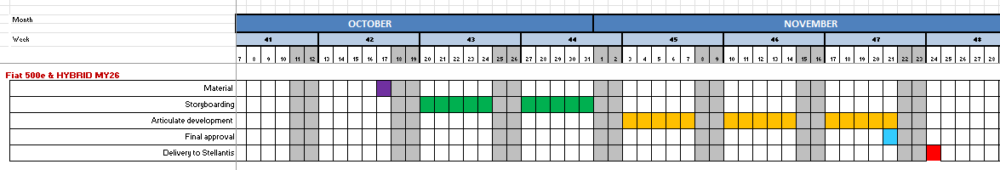 Month OCTOBER NOVEMBER
Week 41 42 43 44 45 46 47 48
7 8 9 10 11 12 13 14 15 16 17 18 19 20 21 22 23 24 25 26 27 28 29 30 31 1 2 3 4 5 6 7 8 9 10 11 12 13 14 15 16 17 18 19 20 21 22 23 24 25 26 27 28
Fiat 500e & HYBRID MY26
Material
Storyboarding
Articulate development
Final approval
Delivery to Stellantis